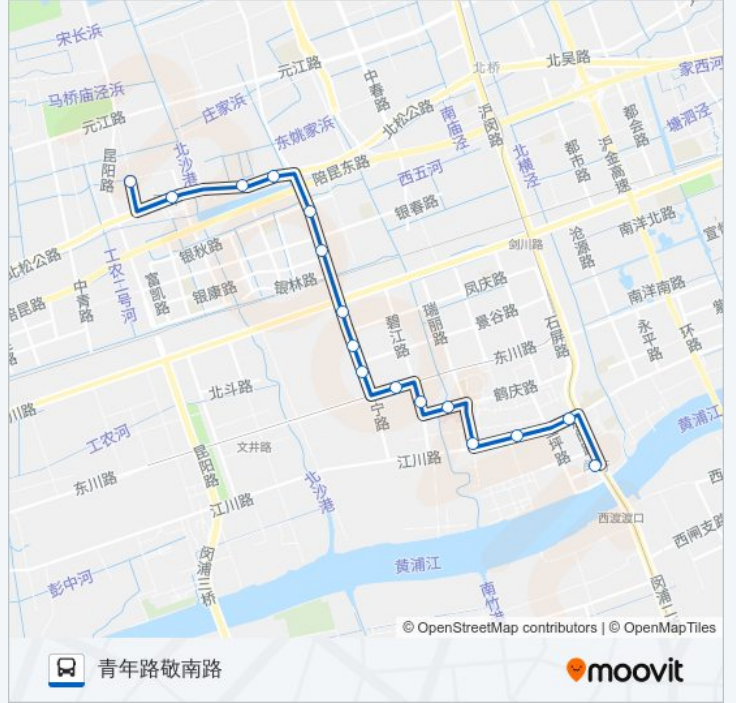 宋长浜
马桥庙泾浜
元江路
元江路
庄家浜
北沙港
昆阳路
东姚家浜
中春路
北松公路
南庙泾
沪闵路
北桥
北吴路
家西河
塘泗泾
都会路
都市路
沪金高速
北横泾
陪昆东路
西五河
银春路
剑川路
沧源路
南洋北路
北松公路
工农二号河
中青路
富凯路
银秋路
银康路
银林路
碧江路
瑞丽路
凤庆路
景谷路
东川路
石屏路
南洋南路
永平路
环路
鹤庆路
川路
北斗路
宁路
工农河
昆阳路
文井路
东川路
江川路
北沙港
江川路
坪路
黄浦江
西
西渡渡口
西闸支路
黄浦江
彭中河
闵浦三桥
南竹港
闵浦二
© OpenStreetMap contributors | © OpenMapTiles
青年路敬南路
moovit